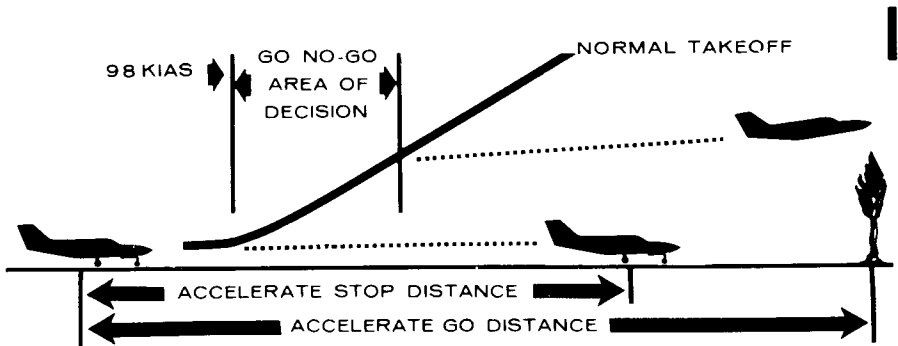 NORMAL TAKEOFF
98 KIAS
GO NO-GO
AREA OF
DECISION
ACCELERATE STOP DISTANCE
ACCELERATE GO DISTANCE